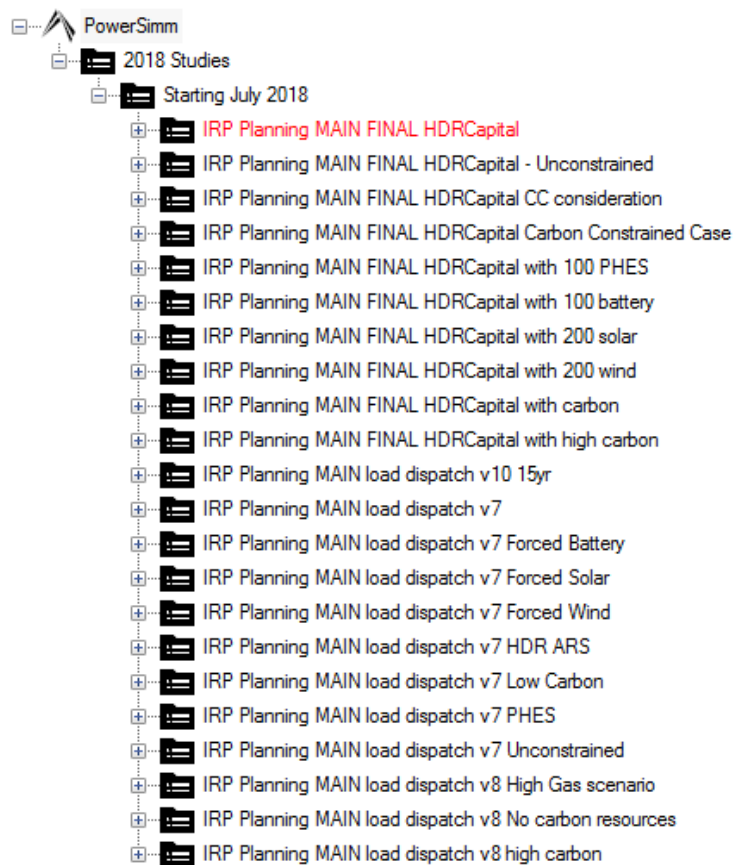 PowerSimm
2018 Studies
Starting July 2018
IRP Planning MAIN FINAL HDRCapital
IRP Planning MAIN FINAL HDRCapital - Unconstrained
IRP Planning MAIN FINAL HDRCapital CC consideration
IRP Planning MAIN FINAL HDRCapital Carbon Constrained Case
IRP Planning MAIN FINAL HDRCapital with 100 PHES
IRP Planning MAIN FINAL HDRCapital with 100 battery
IRP Planning MAIN FINAL HDRCapital with 200 solar
IRP Planning MAIN FINAL HDRCapital with 200 wind
IRP Planning MAIN FINAL HDRCapital with carbon
IRP Planning MAIN FINAL HDRCapital with high carbon
IRP Planning MAIN load dispatch v10 15yr
IRP Planning MAIN load dispatch v7
IRP Planning MAIN load dispatch v7 Forced Battery
IRP Planning MAIN load dispatch v7 Forced Solar
IRP Planning MAIN load dispatch v7 Forced Wind
IRP Planning MAIN load dispatch v7 HDR ARS
IRP Planning MAIN load dispatch v7 Low Carbon
IRP Planning MAIN load dispatch v7 PHES
IRP Planning MAIN load dispatch v7 Unconstrained
IRP Planning MAIN load dispatch v8 High Gas scenario
IRP Planning MAIN load dispatch v8 No carbon resources
IRP Planning MAIN load dispatch v8 high carbon